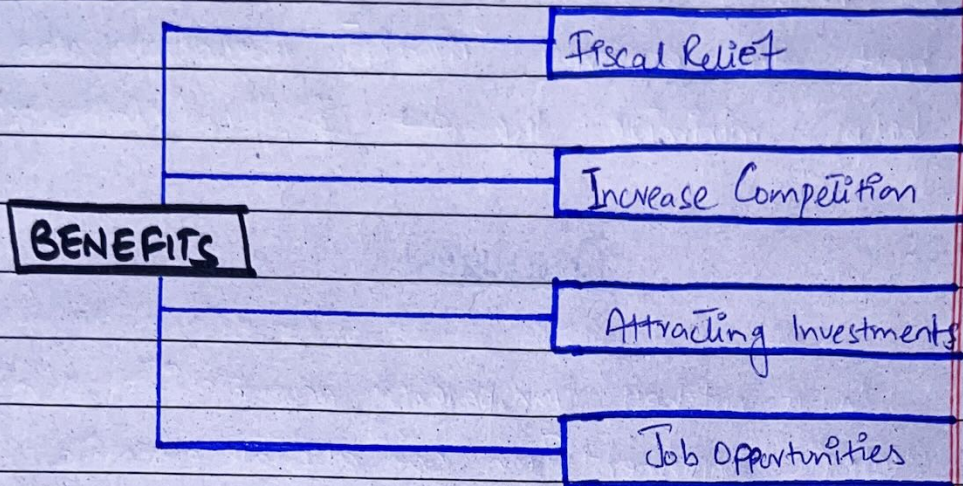 Fiscal Relief
Increase Competition
BENEFITS
Attracting Investments
Job Opportunities